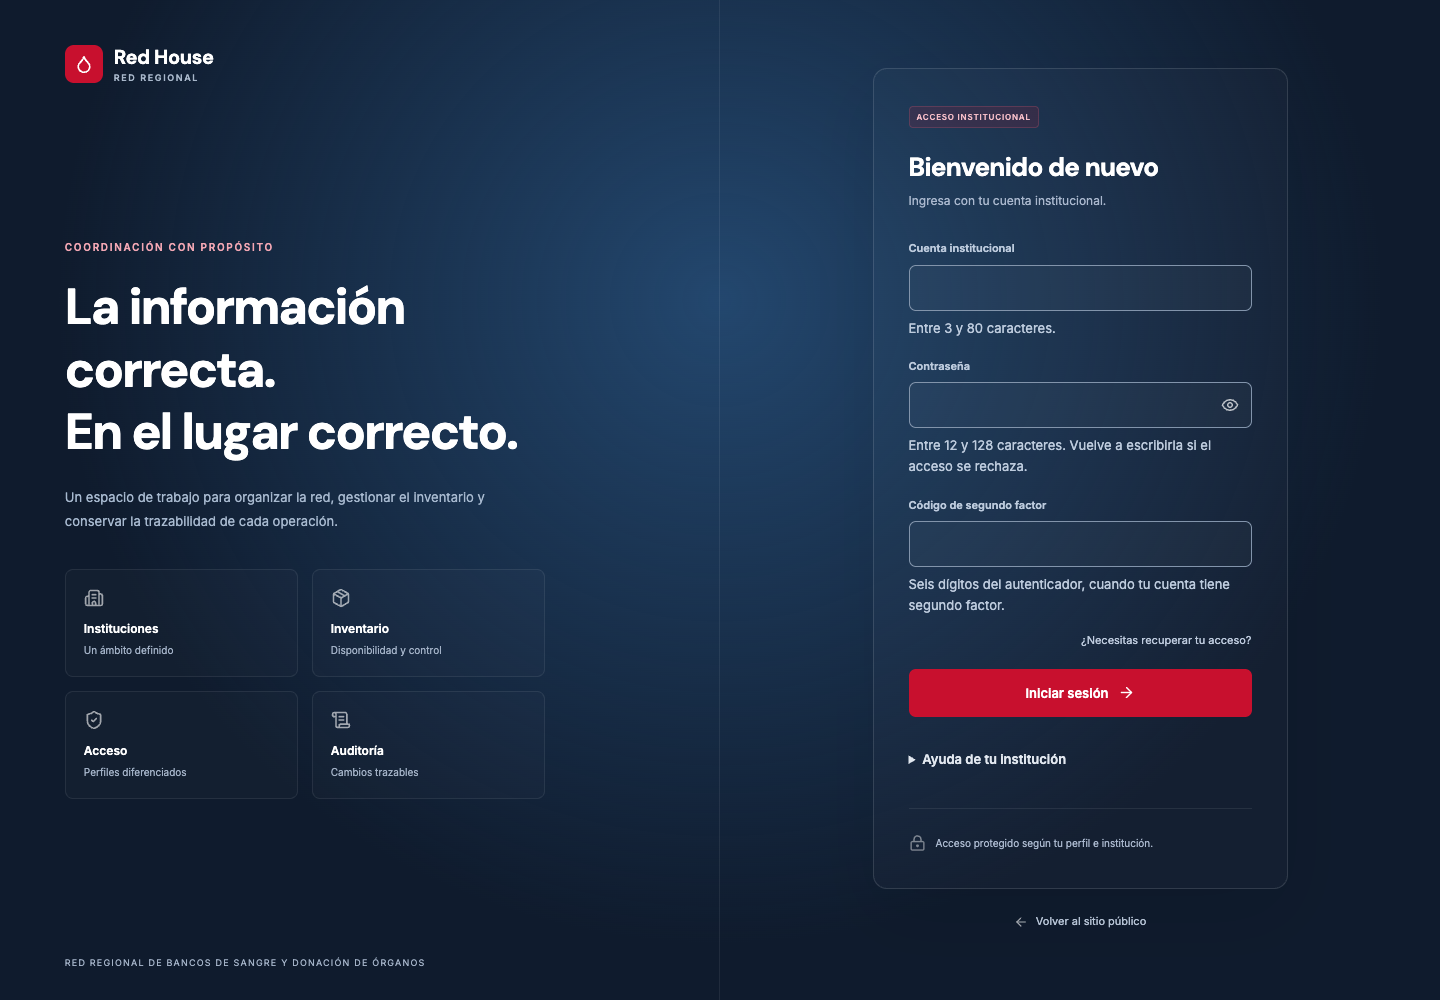 Red House
RED REGIONAL
COORDINACIÓN CON PROPÓSITO
La información
correcta.
En el lugar correcto.
Un espacio de trabajo para organizar la red, gestionar el inventario y
conservar la trazabilidad de cada operación.
Instituciones
Un ámbito definido
Inventario
Disponibilidad y control
Acceso
Perfiles diferenciados
Auditoría
Cambios trazables
RED REGIONAL DE BANCOS DE SANGRE Y DONACIÓN DE ÓRGANOS
ACCESO INSTITUCIONAL
Bienvenido de nuevo
Ingresa con tu cuenta institucional.
Cuenta institucional
Entre 3 y 80 caracteres.
Contraseña
Entre 12 y 128 caracteres. Vuelve a escribirla si el
acceso se rechaza.
Código de segundo factor
Seis dígitos del autenticador, cuando tu cuenta tiene
segundo factor.
¿Necesitas recuperar tu acceso?
Iniciar sesión
Ayuda de tu institución
Acceso protegido según tu perfil e institución.
Volver al sitio público